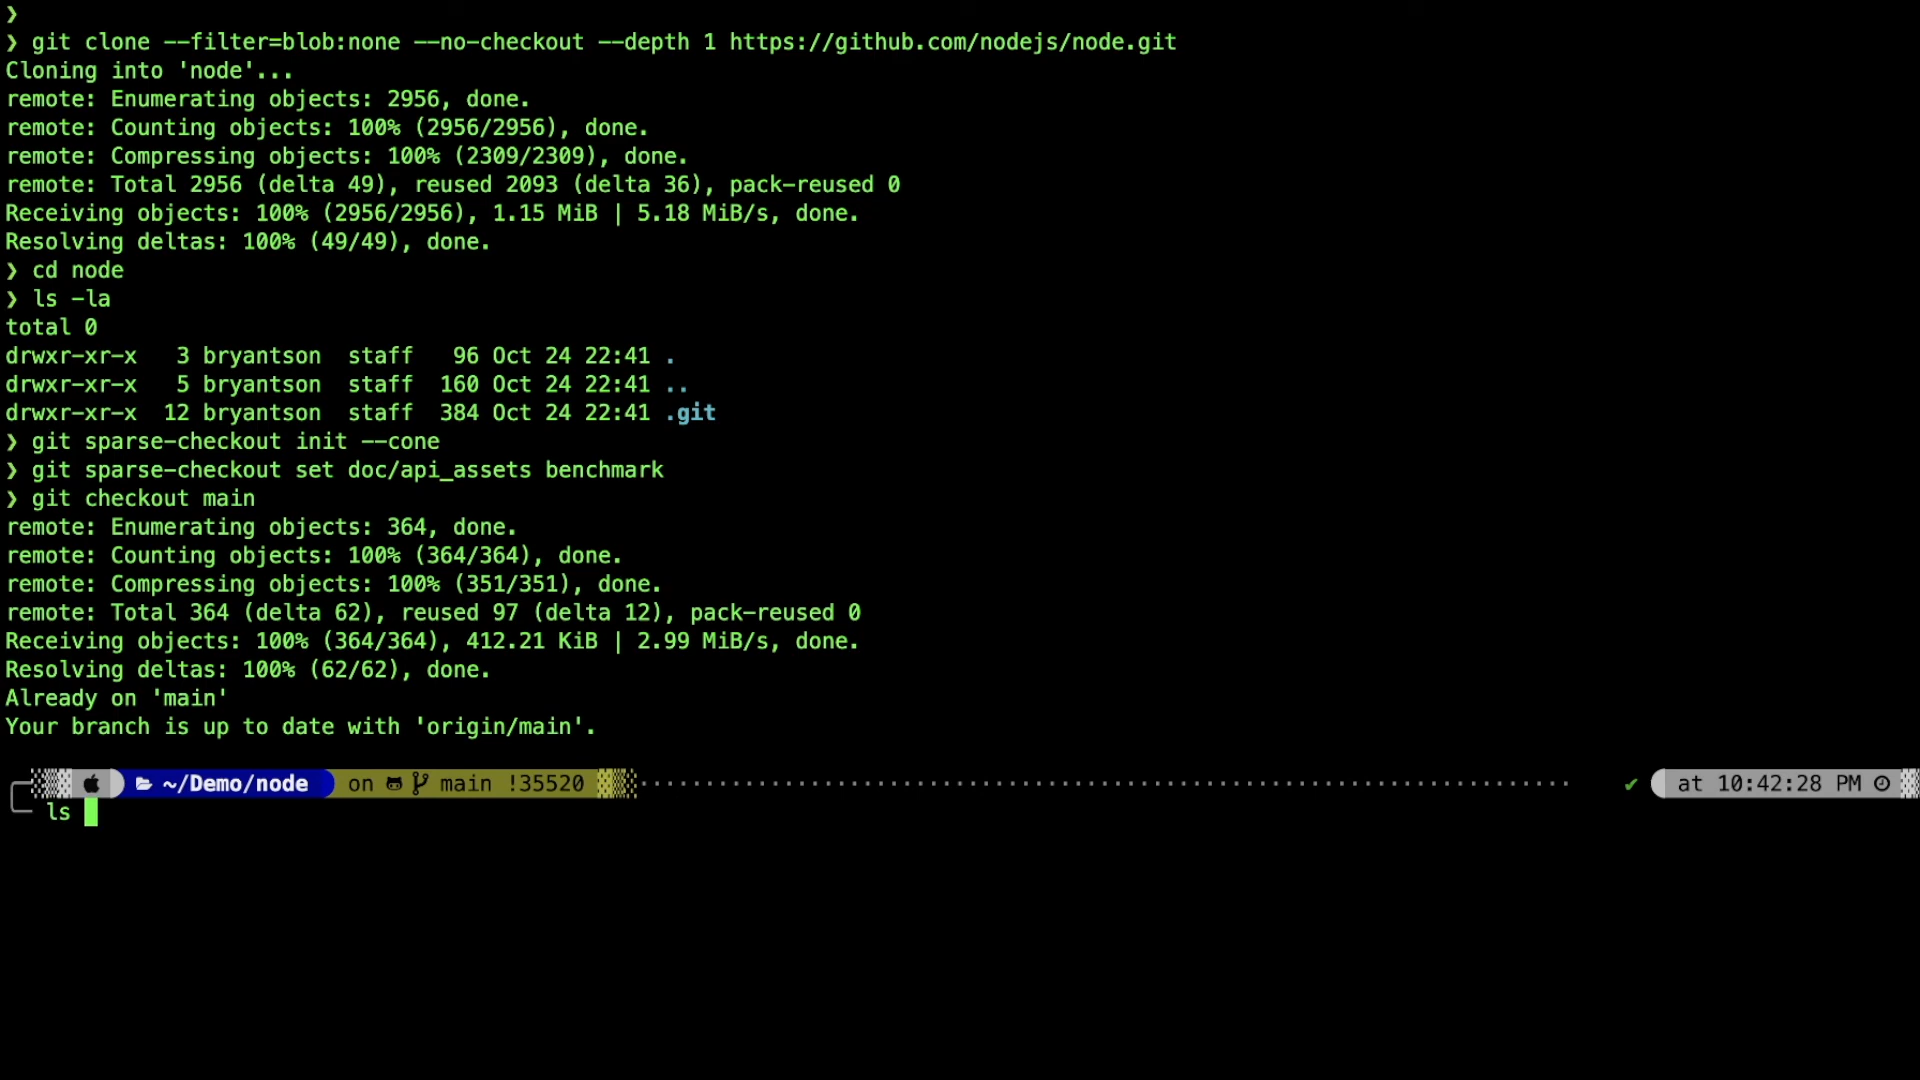 ❯
❯ git clone --filter=blob:none --no-checkout --depth 1 https://github.com/nodejs/node.git
Cloning into 'node'...
remote: Enumerating objects: 2956, done.
remote: Counting objects: 100% (2956/2956), done.
remote: Compressing objects: 100% (2309/2309), done.
remote: Total 2956 (delta 49), reused 2093 (delta 36), pack-reused 0
Receiving objects: 100% (2956/2956), 1.15 MiB | 5.18 MiB/s, done.
Resolving deltas: 100% (49/49), done.
❯ cd node
❯ ls -la
total 0
drwxr-xr-x   3 bryantson  staff   96 Oct 24 22:41 .
drwxr-xr-x   5 bryantson  staff  160 Oct 24 22:41 ..
drwxr-xr-x  12 bryantson  staff  384 Oct 24 22:41 .git
❯ git sparse-checkout init --cone
❯ git sparse-checkout set doc/api_assets benchmark
❯ git checkout main
remote: Enumerating objects: 364, done.
remote: Counting objects: 100% (364/364), done.
remote: Compressing objects: 100% (351/351), done.
remote: Total 364 (delta 62), reused 97 (delta 12), pack-reused 0
Receiving objects: 100% (364/364), 412.21 KiB | 2.99 MiB/s, done.
Resolving deltas: 100% (62/62), done.
Already on 'main'
Your branch is up to date with 'origin/main'.
~/Demo/node on main !35520 ✔ at 10:42:28 PM
ls